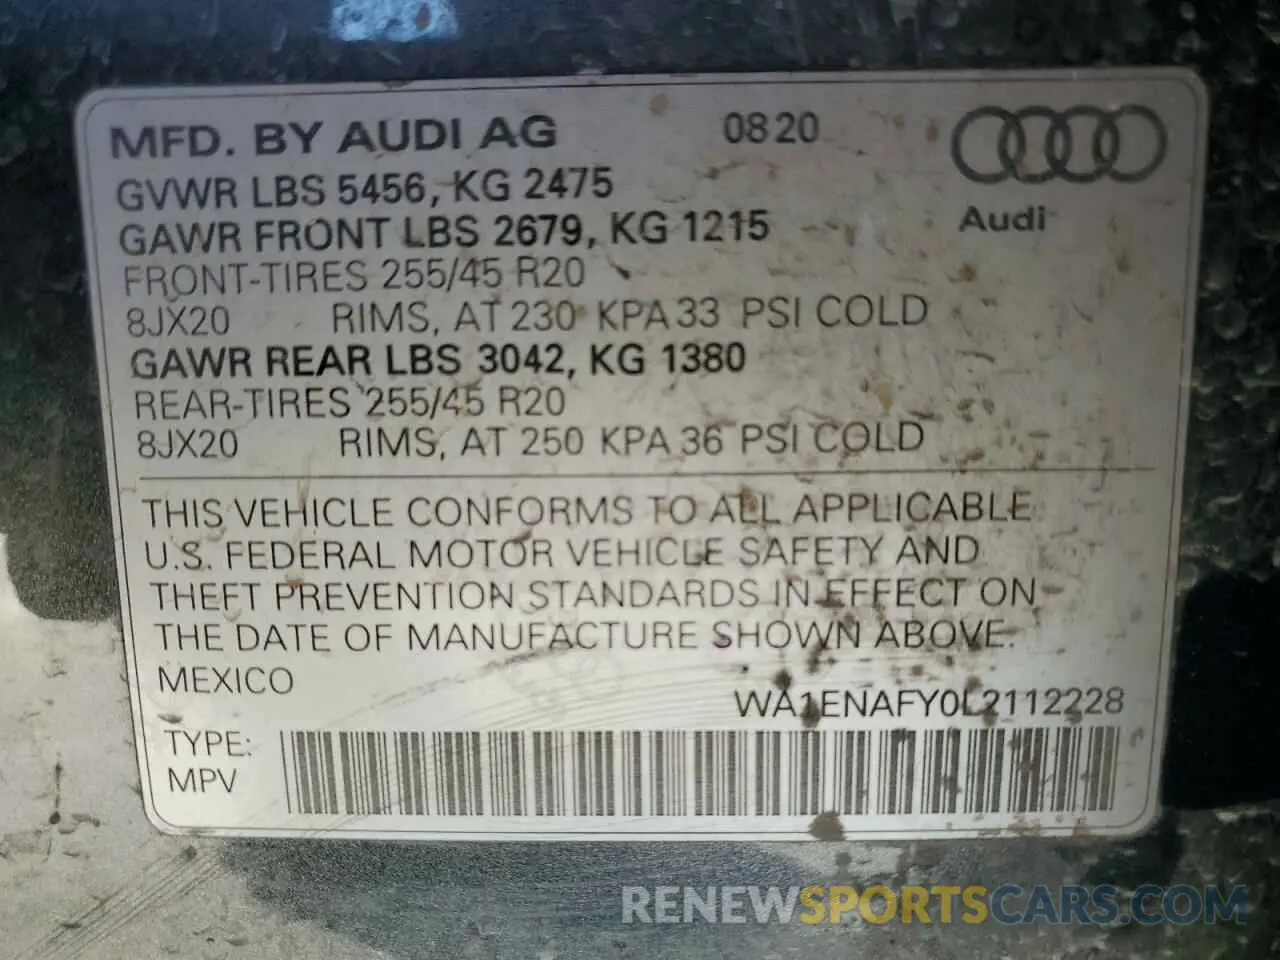 MFD. BY AUDI AG 08 20
GVWR LBS 5456, KG 2475
GAWR FRONT LBS 2679, KG 1215
Audi
FRONT-TIRES 255/45 R20
8JX20 RIMS, AT 230 KPA 33 PSI COLD
GAWR REAR LBS 3042, KG 1380
REAR-TIRES 255/45 R20
8JX20 RIMS, AT 250 KPA 36 PSI COLD
THIS VEHICLE CONFORMS TO ALL APPLICABLE
U.S. FEDERAL MOTOR VEHICLE SAFETY AND
THEFT PREVENTION STANDARDS IN EFFECT ON
THE DATE OF MANUFACTURE SHOWN ABOVE.
MEXICO
WA1ENAFY0L2112228
TYPE:
MPV
RENEWSPORTSCARS.COM